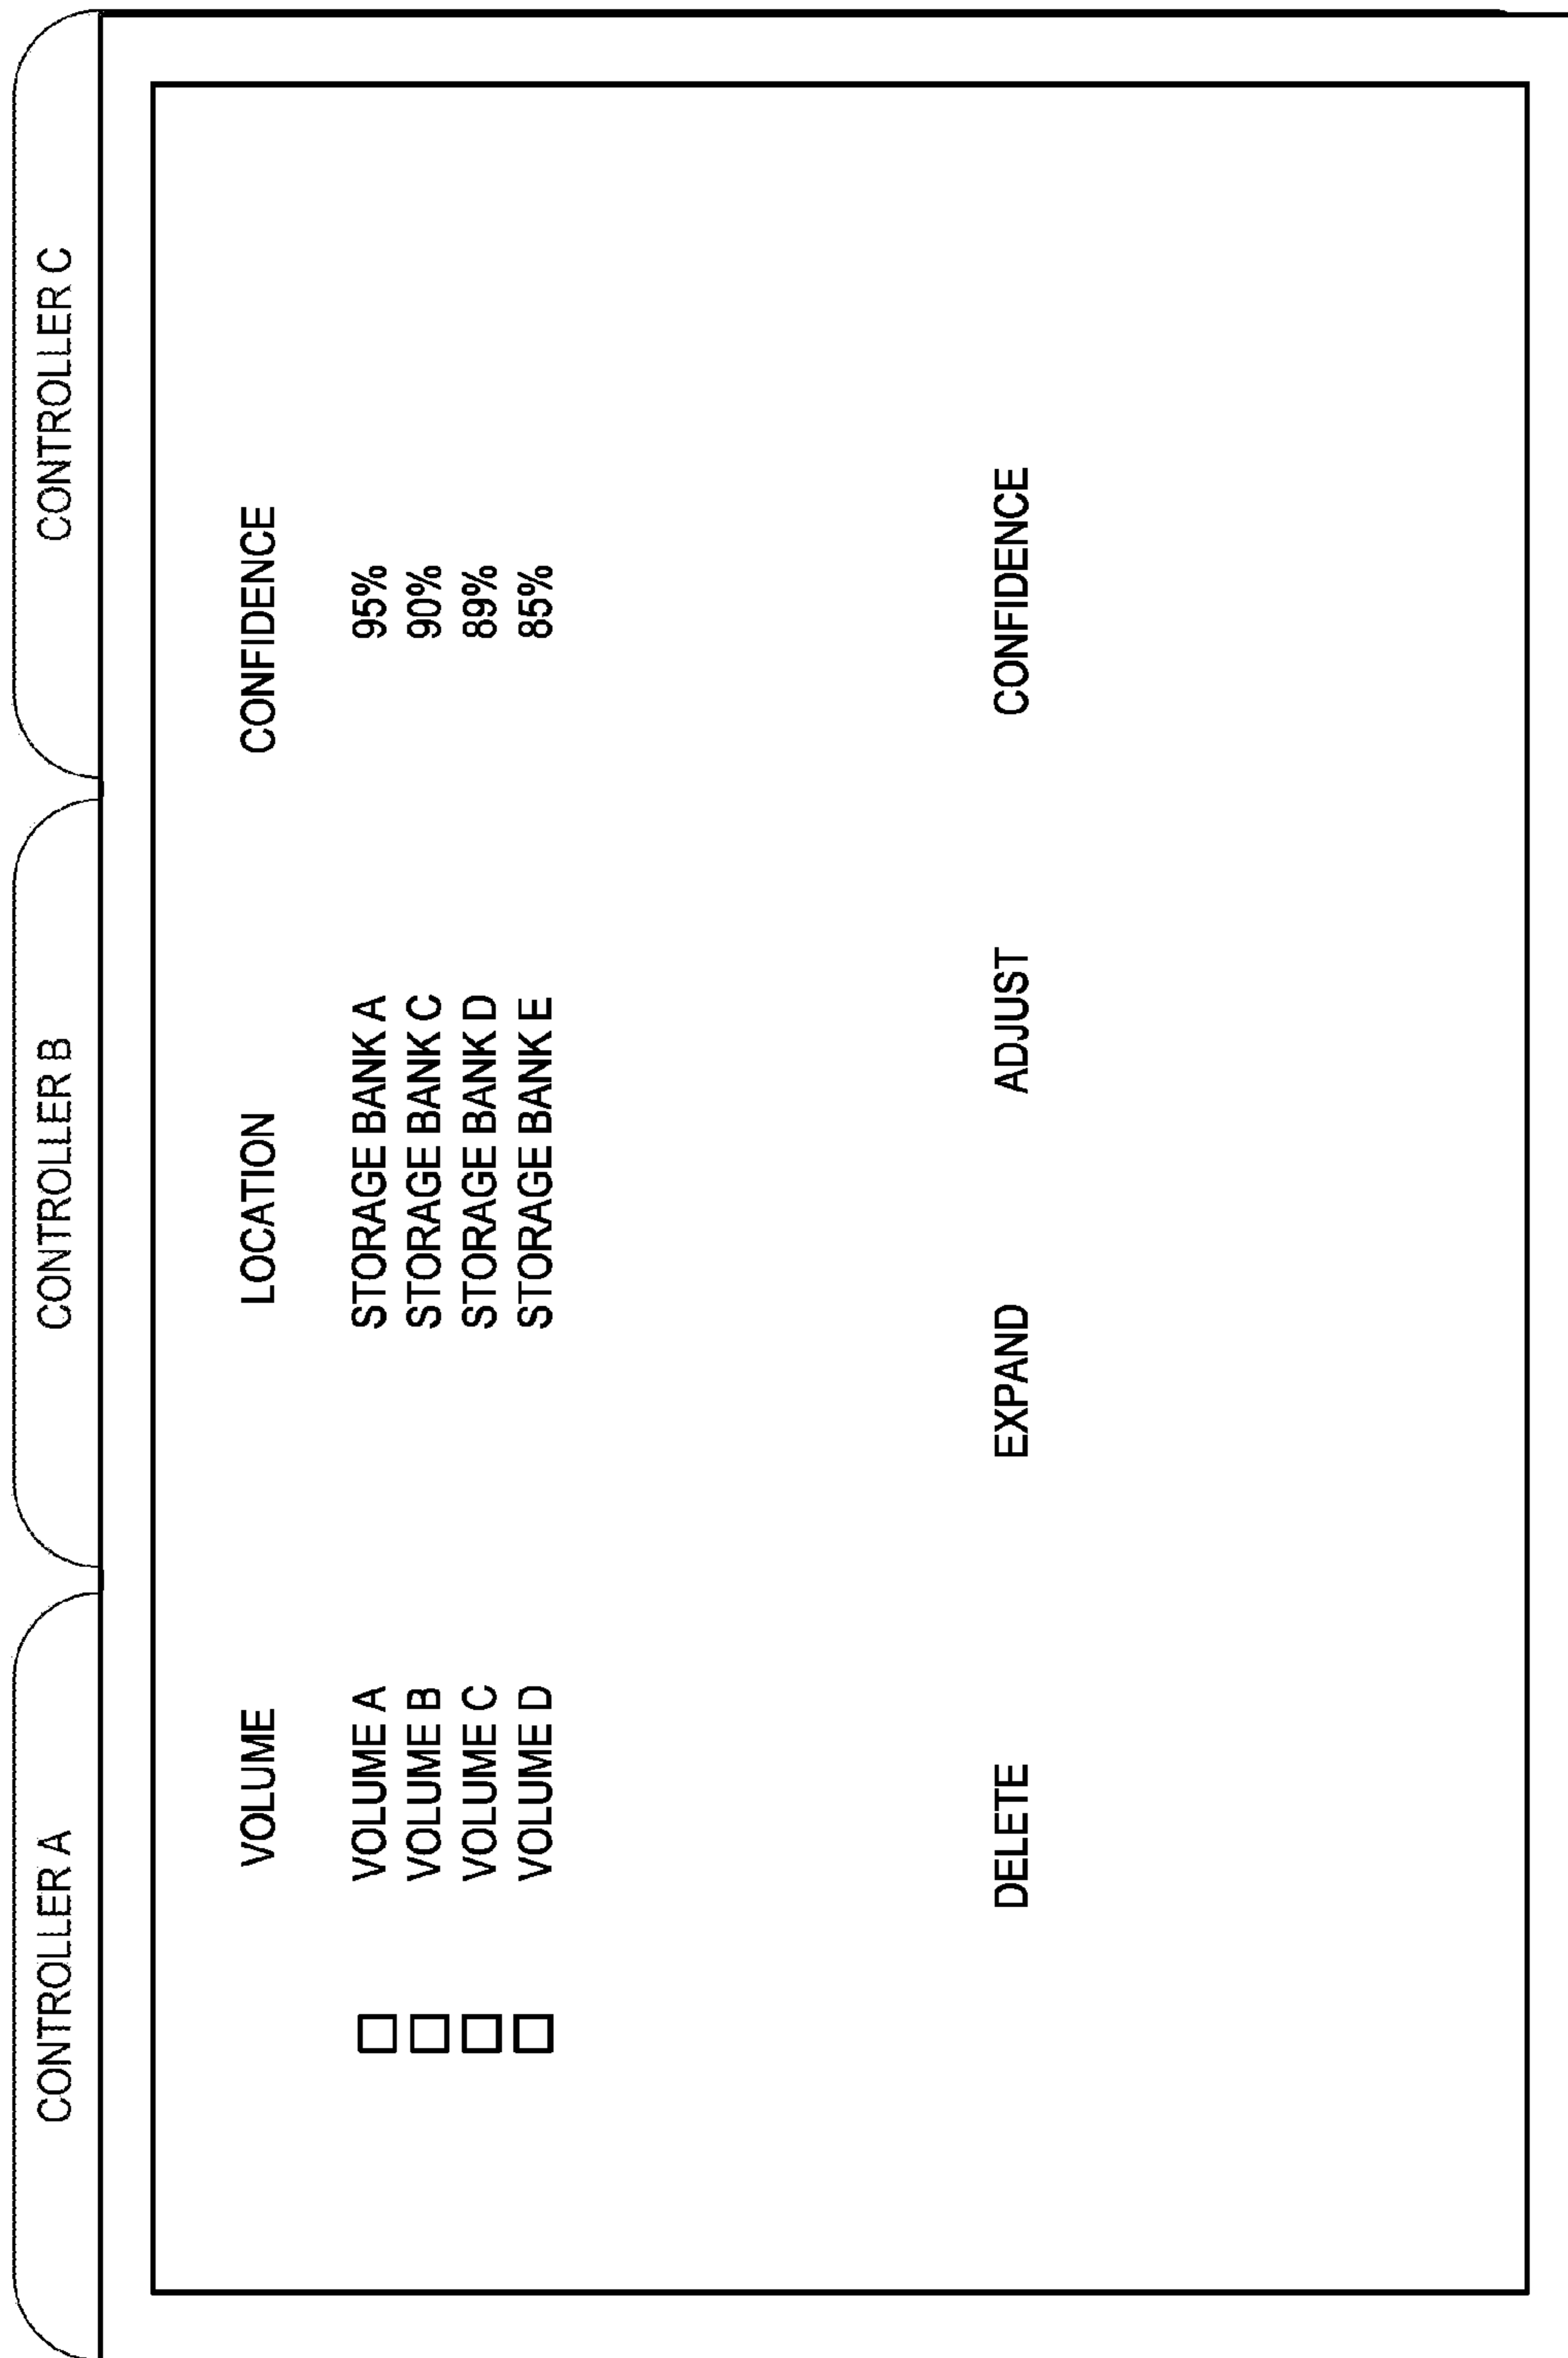 CONTROLLER A CONTROLLER B CONTROLLER C
VOLUME LOCATION CONFIDENCE
VOLUME A STORAGE BANK A 95%
VOLUME B STORAGE BANK C 90%
VOLUME C STORAGE BANK D 89%
VOLUME D STORAGE BANK E 85%
DELETE EXPAND ADJUST CONFIDENCE